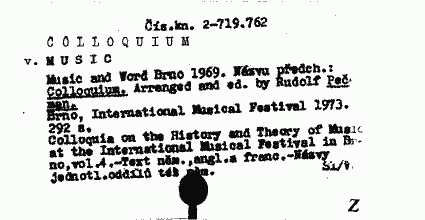 Čís.kn. 2-719.762
C O L L O Q U I U M
v. M U S I C
Music and Word Brno 1969. Názvu předch.:
Colloquium. Arranged and ed. by Rudolf Peč-
man.
Brno, International Musical Festival 1973.
292 s.
Colloquia on the History and Theory of Music
at the International Musical Festival in Br-
no,vol.4.-Text něm.,angl.a franc.-Názvy
jednotl.oddílů též něm.
Ši/V.
Z